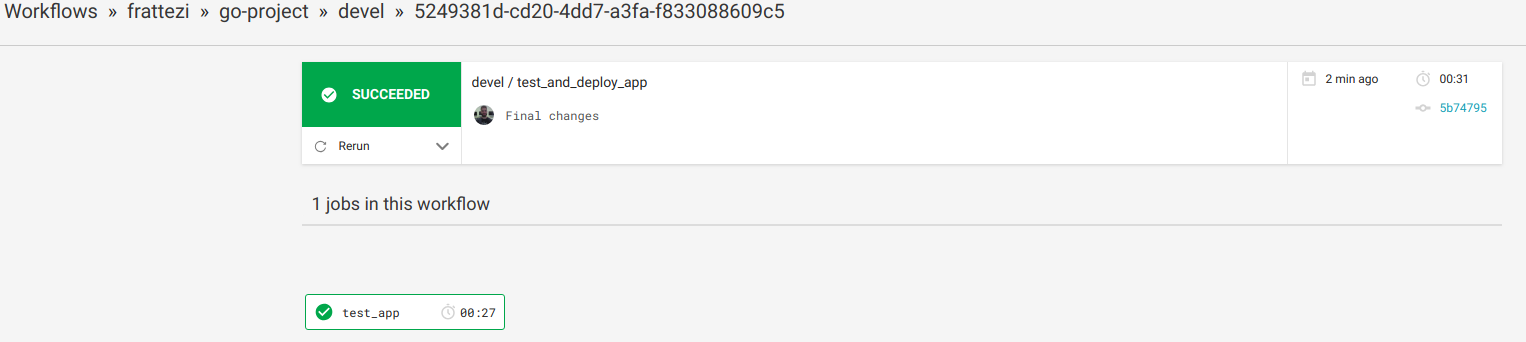 Workflows » frattezi » go-project » devel » 5249381d-cd20-4dd7-a3fa-f833088609c5
SUCCEEDED
Rerun
devel / test_and_deploy_app
Final changes
2 min ago
00:31
5b74795
1 jobs in this workflow
test_app 00:27